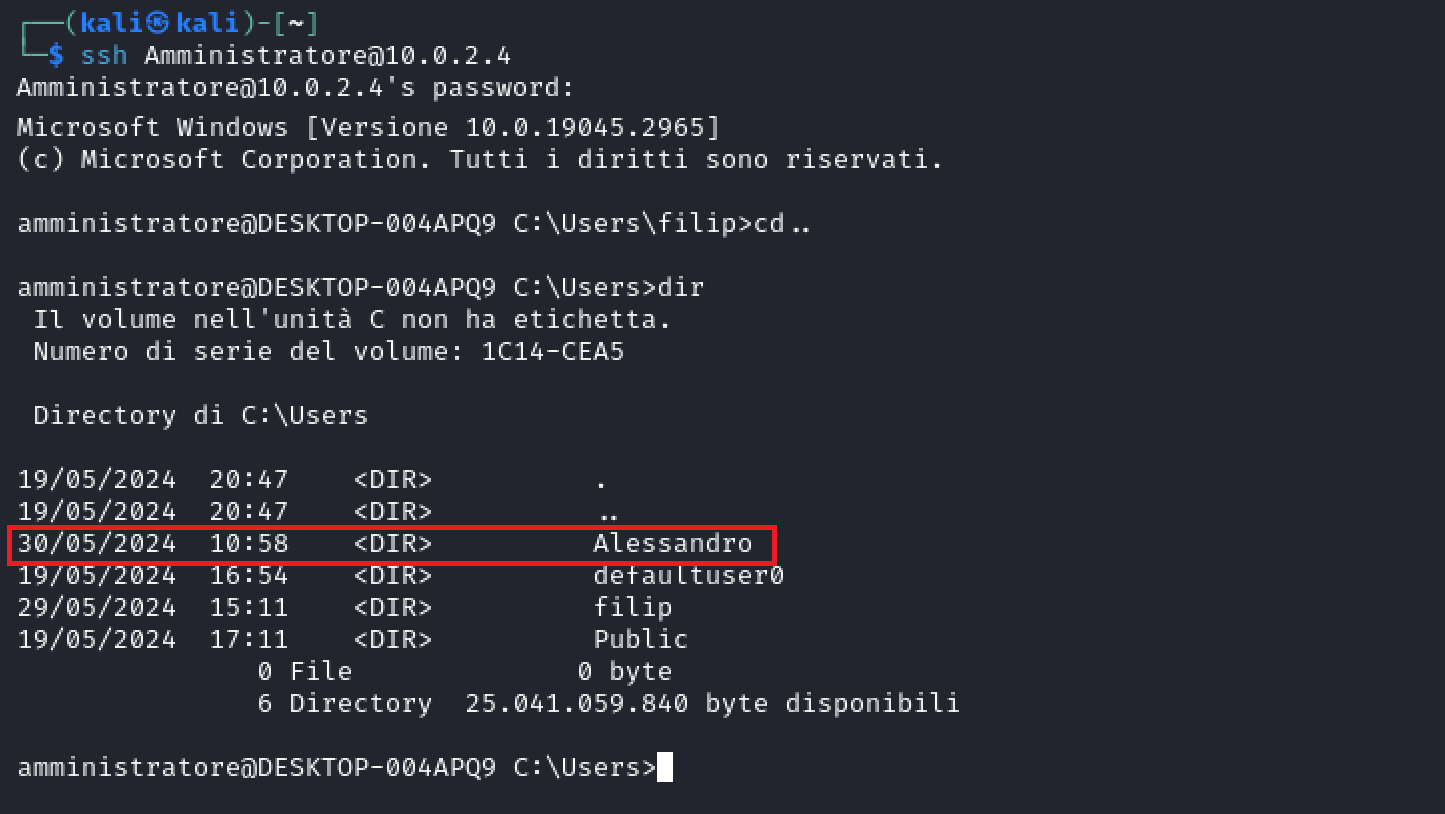 ┌──(kali㉿kali)-[~]
└─$ ssh Amministratore@10.0.2.4
Amministratore@10.0.2.4's password:
Microsoft Windows [Versione 10.0.19045.2965]
(c) Microsoft Corporation. Tutti i diritti sono riservati.
amministratore@DESKTOP-004APQ9 C:\Users\filip>cd..
amministratore@DESKTOP-004APQ9 C:\Users>dir
 Il volume nell'unità C non ha etichetta.
 Numero di serie del volume: 1C14-CEA5
 Directory di C:\Users
19/05/2024  20:47    <DIR>          .
19/05/2024  20:47    <DIR>          ..
30/05/2024  10:58    <DIR>          Alessandro
19/05/2024  16:54    <DIR>          defaultuser0
29/05/2024  15:11    <DIR>          filip
19/05/2024  17:11    <DIR>          Public
               0 File              0 byte
               6 Directory  25.041.059.840 byte disponibili
amministratore@DESKTOP-004APQ9 C:\Users>